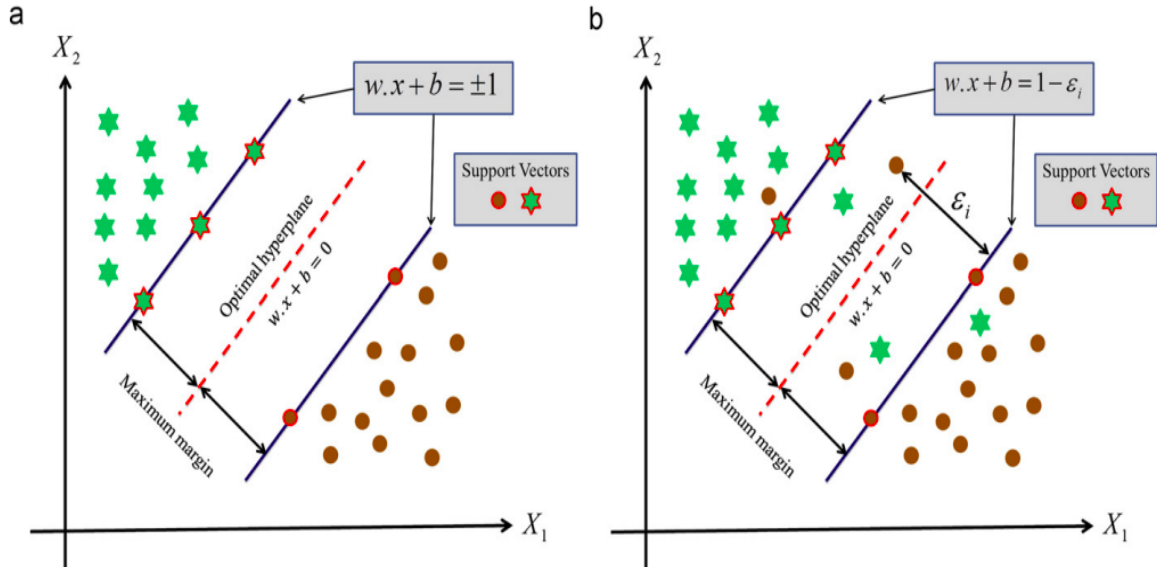 a
X₂
w.x + b = ±1
Support Vectors
Optimal hyperplane
w.x + b = 0
Maximum margin
X₁
b
X₂
w.x + b = 1 − εᵢ
Support Vectors
εᵢ
Optimal hyperplane
w.x + b = 0
Maximum margin
X₁